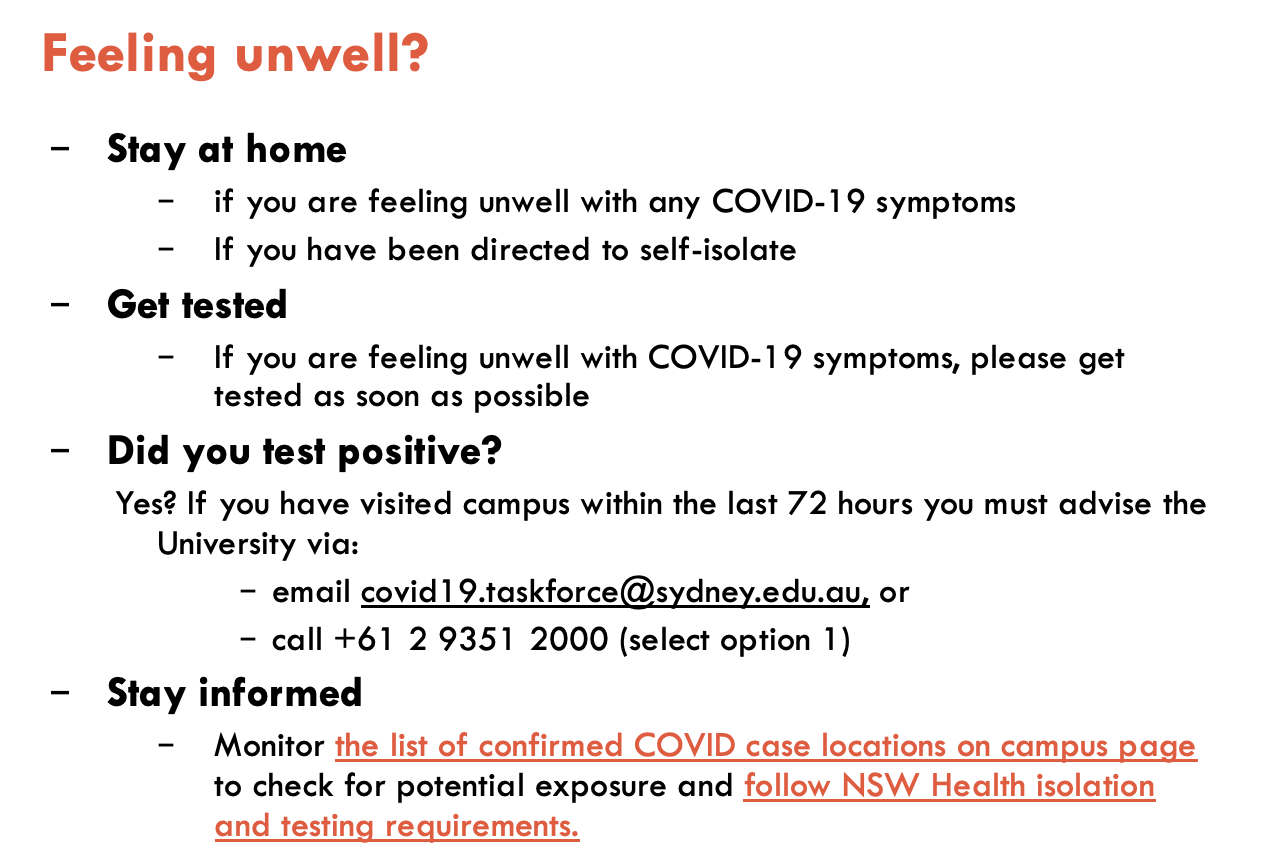 Feeling unwell?
– Stay at home
– if you are feeling unwell with any COVID-19 symptoms
– If you have been directed to self-isolate
– Get tested
– If you are feeling unwell with COVID-19 symptoms, please get
tested as soon as possible
– Did you test positive?
Yes? If you have visited campus within the last 72 hours you must advise the
University via:
– email covid19.taskforce@sydney.edu.au, or
– call +61 2 9351 2000 (select option 1)
– Stay informed
– Monitor the list of confirmed COVID case locations on campus page
to check for potential exposure and follow NSW Health isolation
and testing requirements.